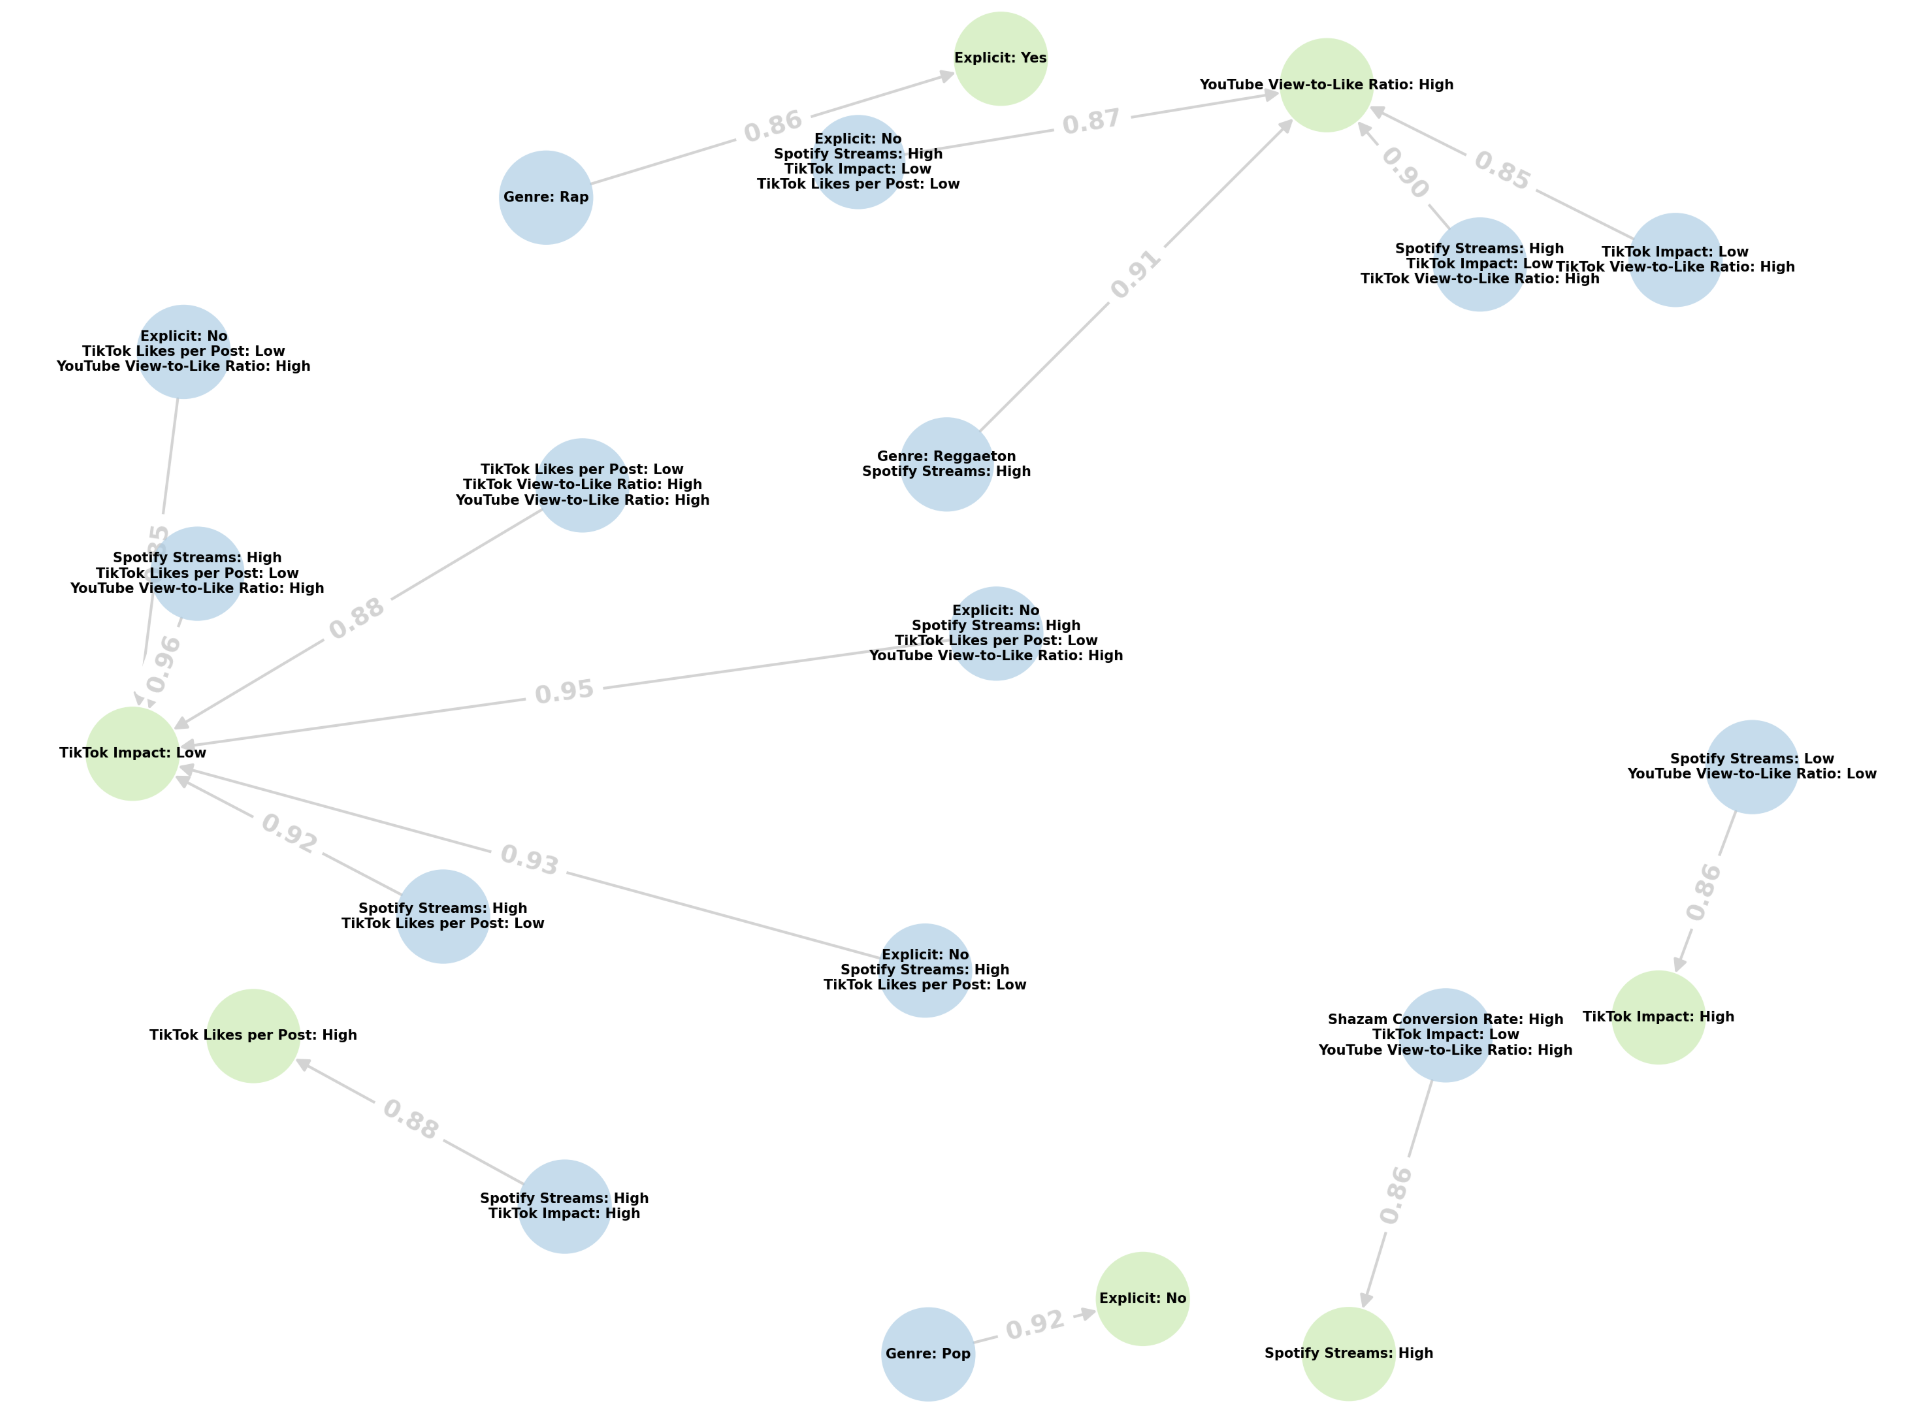 Explicit: Yes
YouTube View-to-Like Ratio: High
0.86
0.87
Explicit: No
Spotify Streams: High
TikTok Impact: Low
TikTok Likes per Post: Low
Genre: Rap
0.90
0.85
Spotify Streams: High
TikTok Impact: Low
TikTok View-to-Like Ratio: High
TikTok Impact: Low
TikTok View-to-Like Ratio: High
0.91
Explicit: No
TikTok Likes per Post: Low
YouTube View-to-Like Ratio: High
Genre: Reggaeton
Spotify Streams: High
TikTok Likes per Post: Low
TikTok View-to-Like Ratio: High
YouTube View-to-Like Ratio: High
Spotify Streams: High
TikTok Likes per Post: Low
YouTube View-to-Like Ratio: High
0.88
0.96
Explicit: No
Spotify Streams: High
TikTok Likes per Post: Low
YouTube View-to-Like Ratio: High
0.95
TikTok Impact: Low
Spotify Streams: Low
YouTube View-to-Like Ratio: Low
0.92
0.93
0.86
Spotify Streams: High
TikTok Likes per Post: Low
Explicit: No
Spotify Streams: High
TikTok Likes per Post: Low
TikTok Likes per Post: High
Shazam Conversion Rate: High
TikTok Impact: Low
YouTube View-to-Like Ratio: High
TikTok Impact: High
0.88
0.86
Spotify Streams: High
TikTok Impact: High
Explicit: No
0.92
Genre: Pop
Spotify Streams: High